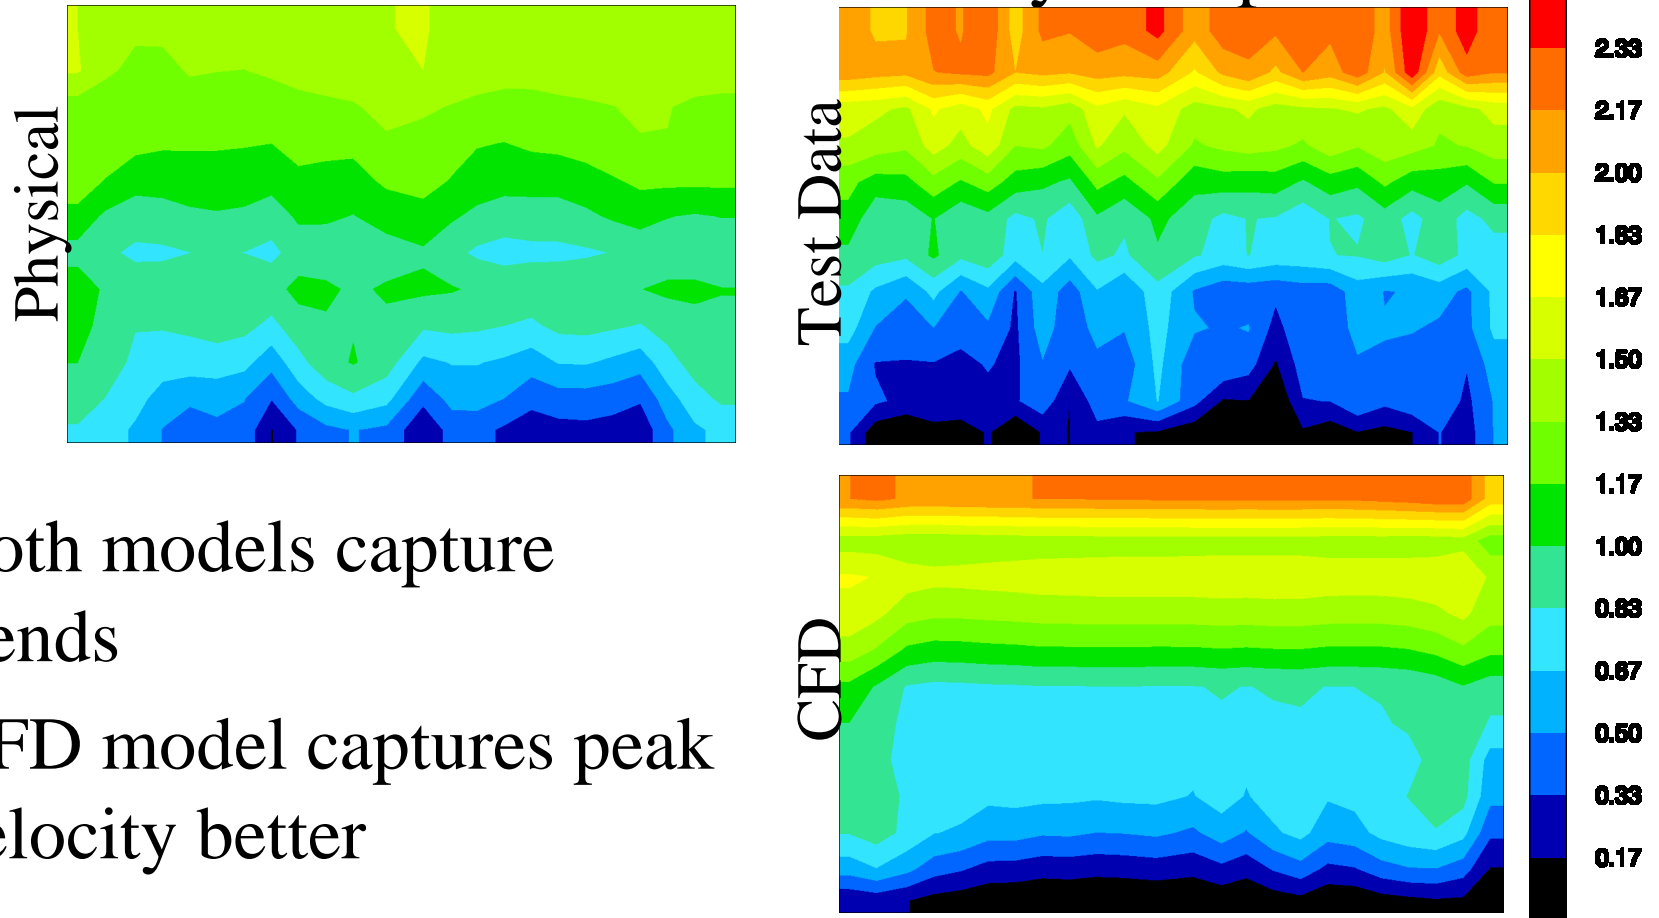 Physical
Test Data
CFD
oth models capture
ends
FD model captures peak
elocity better
2.33
2.17
2.00
1.83
1.67
1.50
1.33
1.17
1.00
0.83
0.67
0.50
0.33
0.17